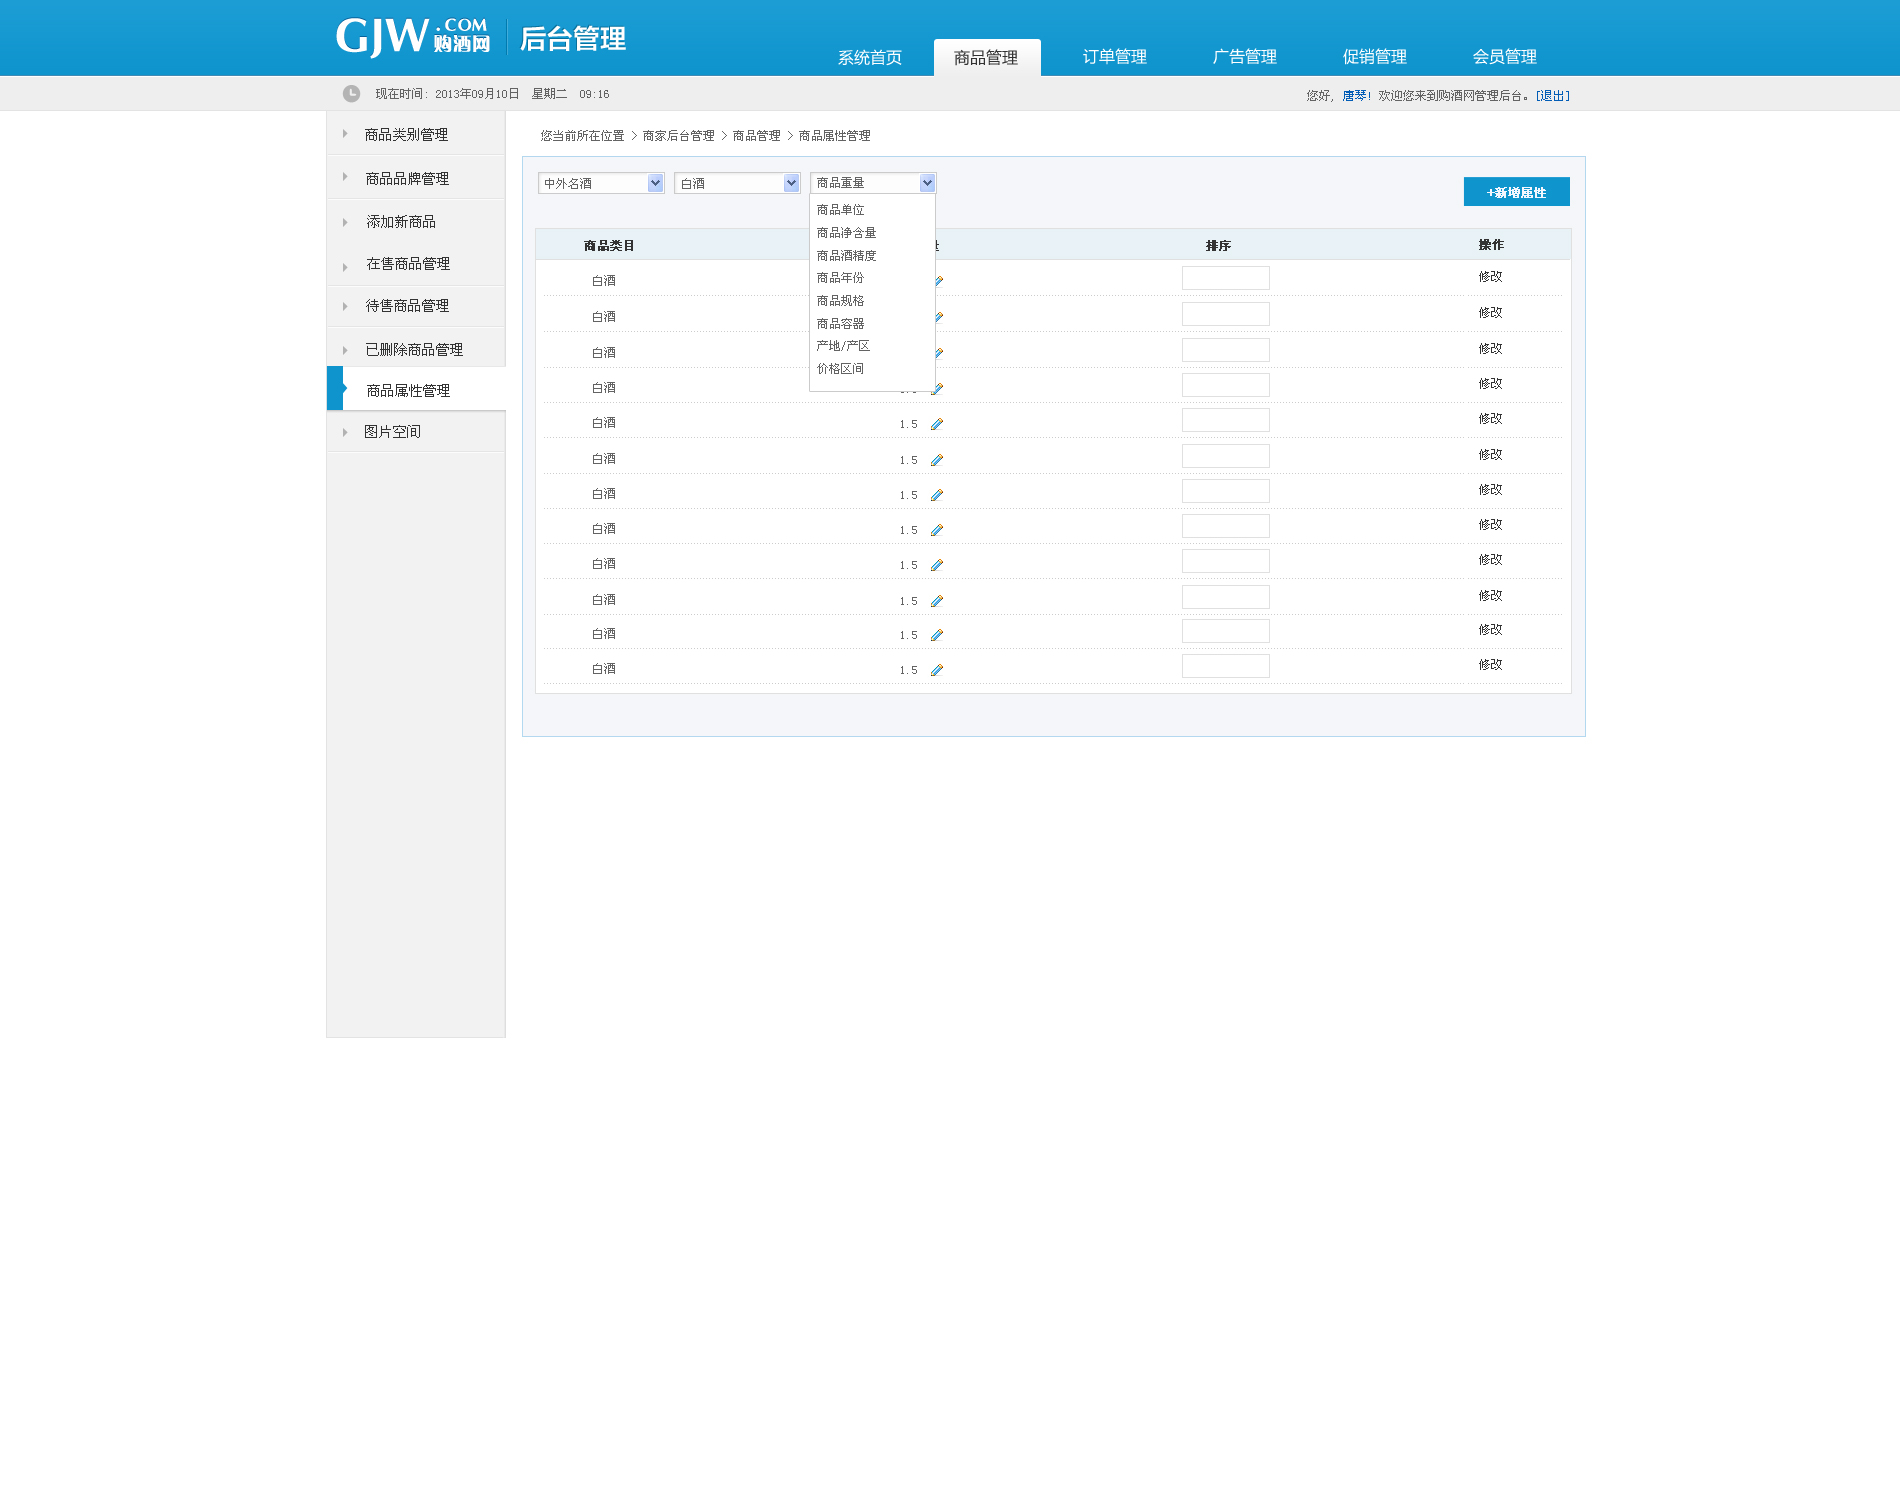 GJW.COM 购酒网 后台管理
系统首页 商品管理 订单管理 广告管理 促销管理 会员管理
现在时间：2013年09月10日 星期二 09:16
您好，唐琴！欢迎您来到购酒网管理后台。[退出]
商品类别管理
商品品牌管理
添加新商品
在售商品管理
待售商品管理
已删除商品管理
商品属性管理
图片空间
您当前所在位置 > 商家后台管理 > 商品管理 > 商品属性管理
中外名酒 白酒 商品重量
+新增属性
商品单位
商品净含量
商品酒精度
商品年份
商品规格
商品容器
产地/产区
价格区间
商品类目 排序 操作
白酒 修改
白酒 修改
白酒 修改
白酒 修改
白酒 1.5 修改
白酒 1.5 修改
白酒 1.5 修改
白酒 1.5 修改
白酒 1.5 修改
白酒 1.5 修改
白酒 1.5 修改
白酒 1.5 修改